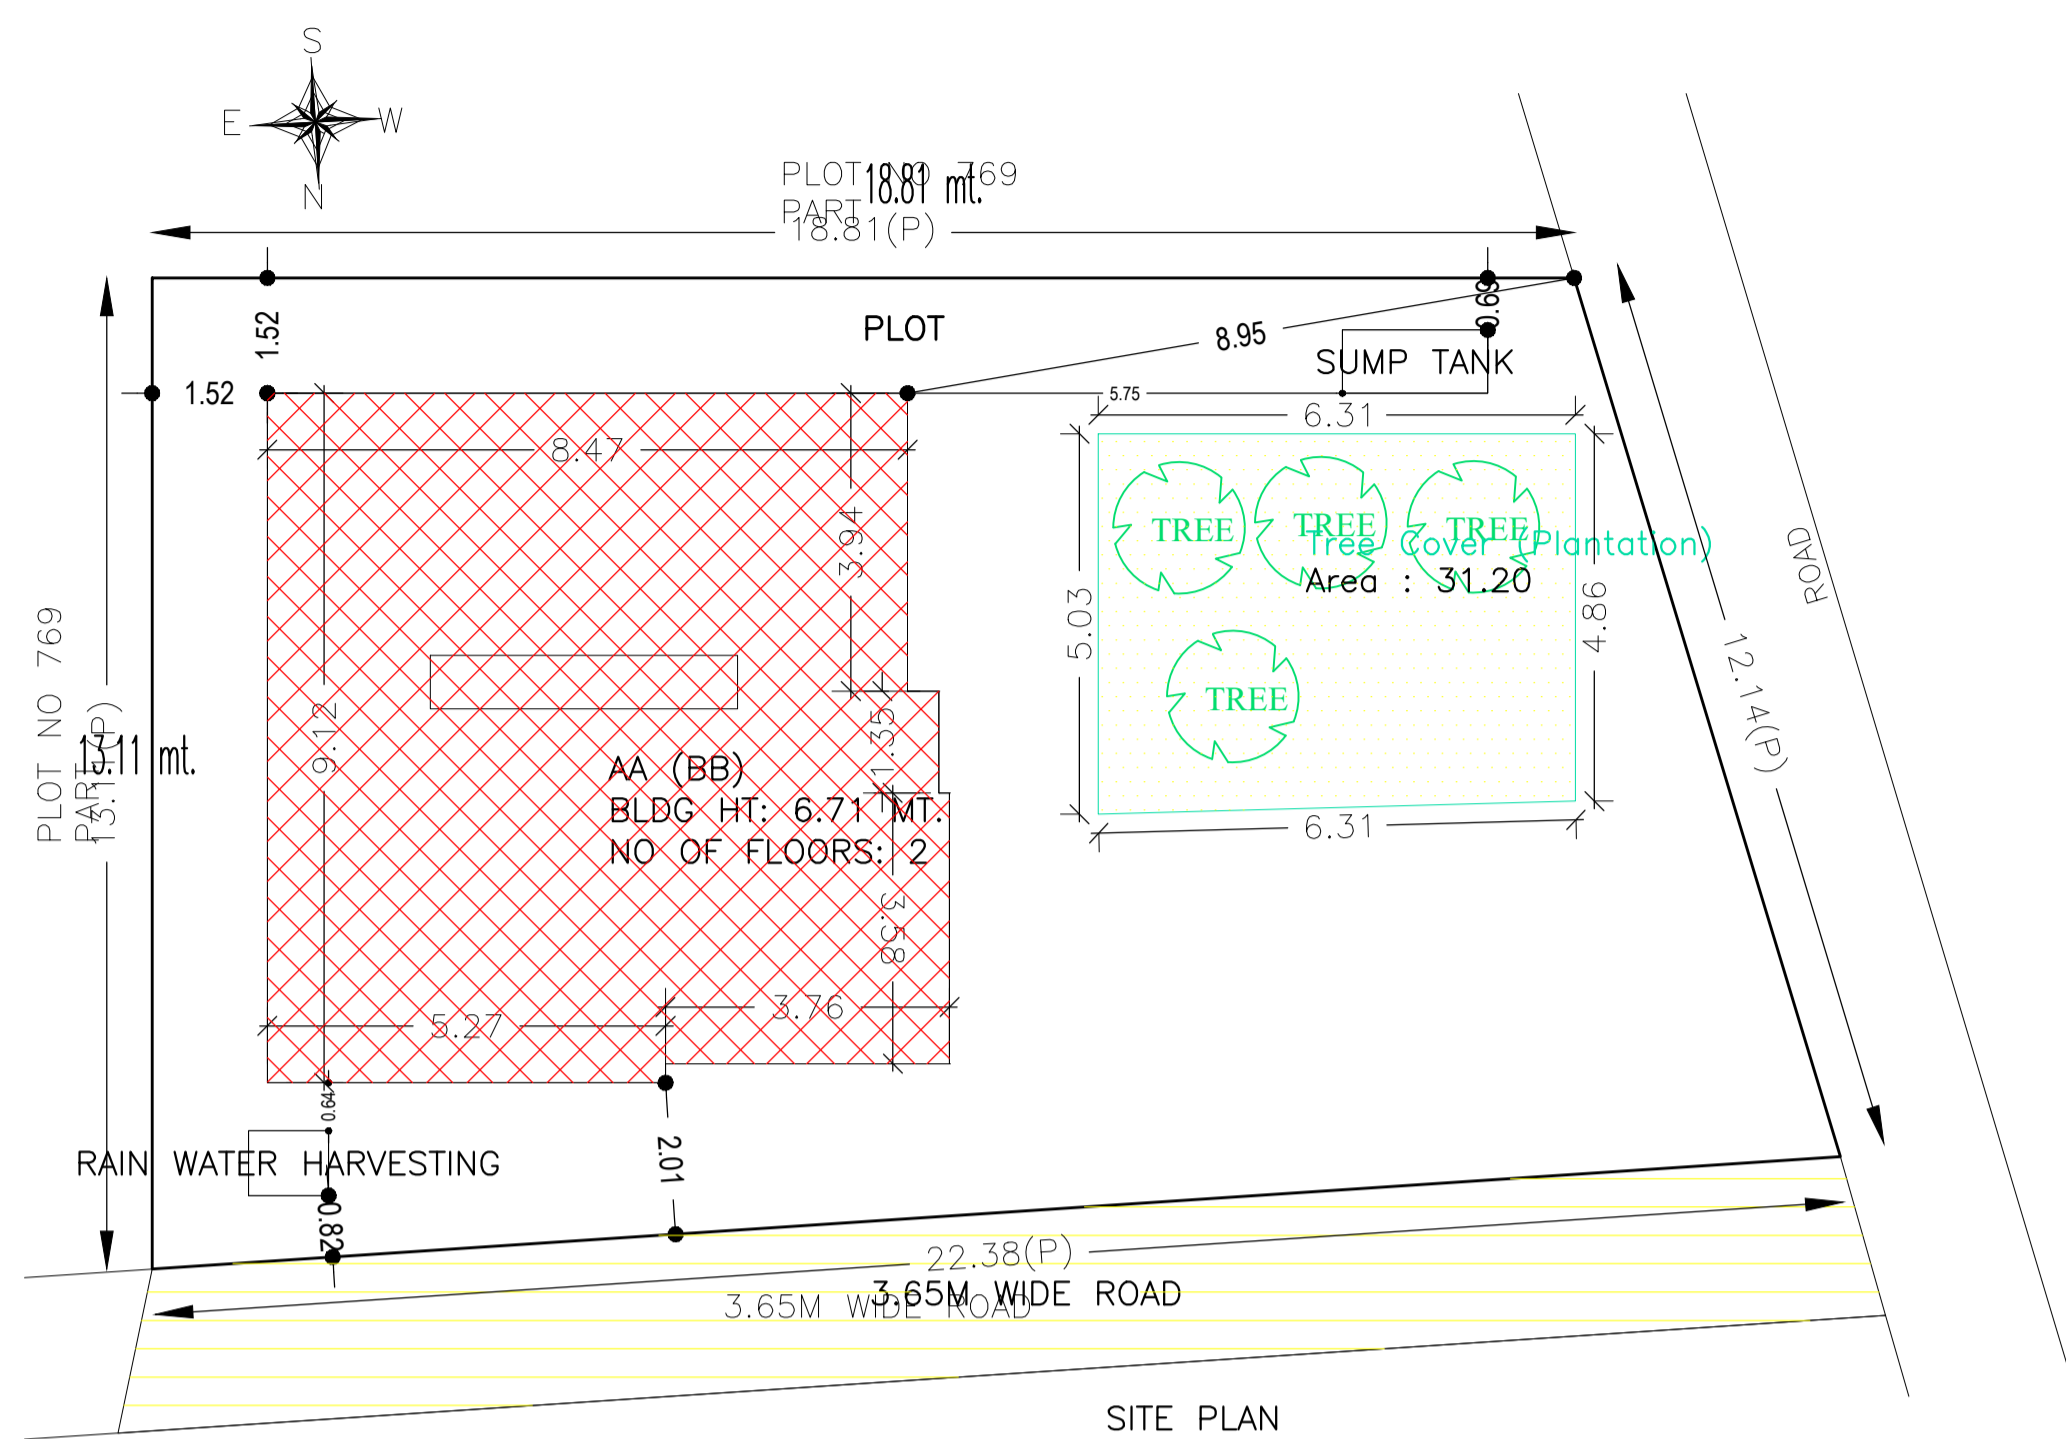 S
E
W
N
PLOT NO 769
PART
18.81 mt.
18.81(P)
1.52
PLOT
0.69
8.95
SUMP TANK
1.52
5.75
6.31
8.47
3.94
TREE
TREE
TREE
Tree Cover (Plantation)
Area : 31.20
ROAD
5.03
4.86
PLOT NO 769
PART
13.11 mt.
13.11(P)
9.12
1.35
TREE
12.14(P)
AA (BB)
BLDG HT: 6.71 MT.
NO OF FLOORS: 2
6.31
3.58
3.76
5.27
0.64
RAIN WATER HARVESTING
2.01
0.82
22.38(P)
3.65M WIDE ROAD
3.65M WIDE ROAD
SITE PLAN